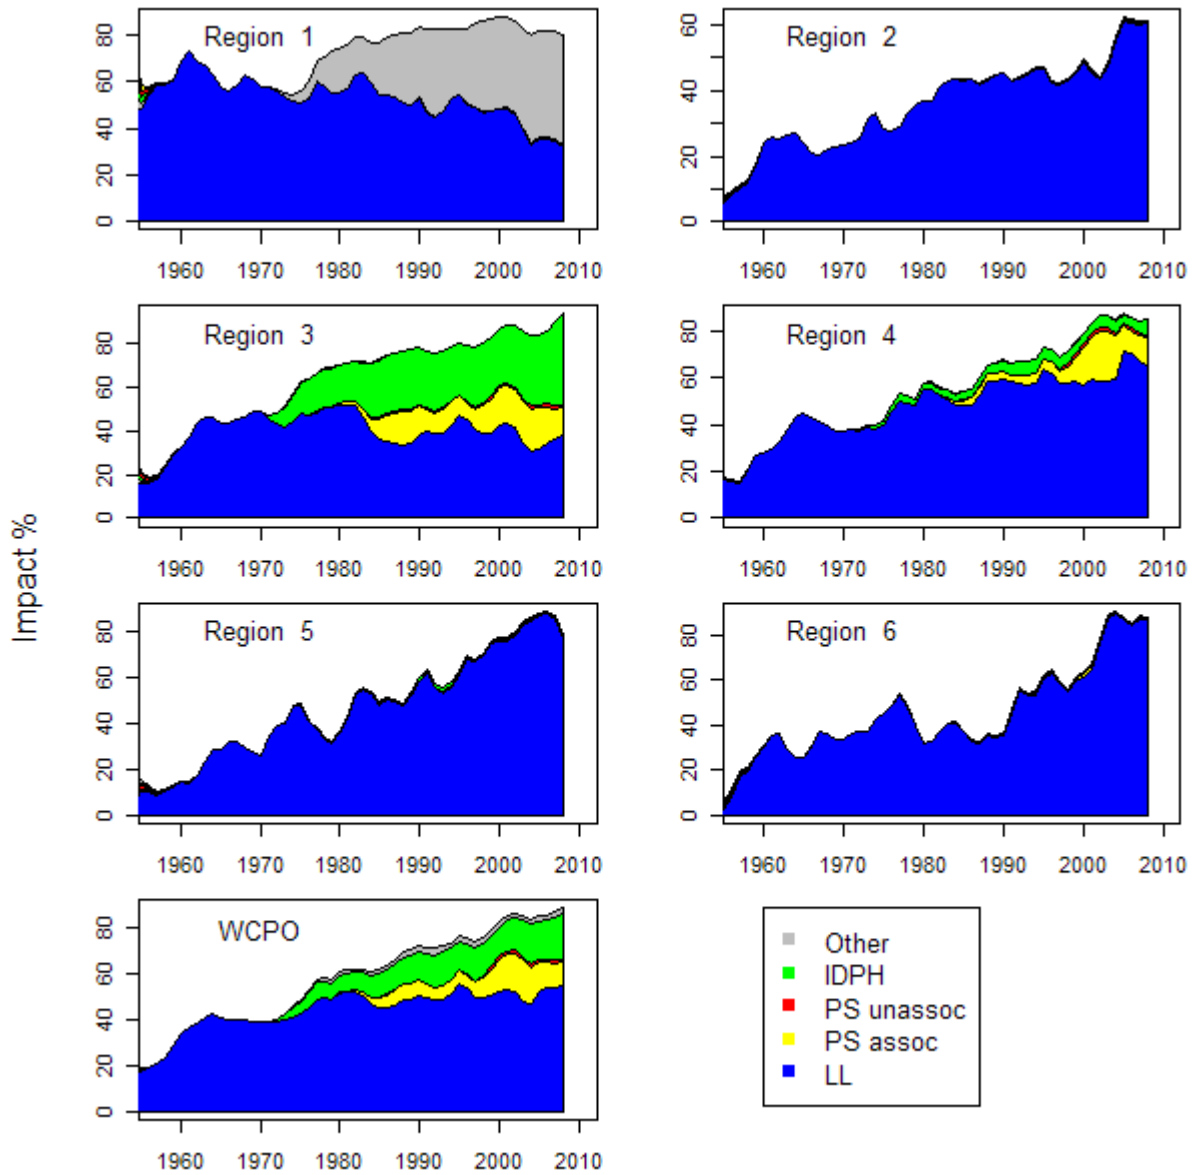 Impact %
Region 1
0 20 40 60 80
1960 1970 1980 1990 2000 2010
Region 2
0 20 40 60
1960 1970 1980 1990 2000 2010
Region 3
0 20 40 60 80
1960 1970 1980 1990 2000 2010
Region 4
0 20 40 60 80
1960 1970 1980 1990 2000 2010
Region 5
0 20 40 60 80
1960 1970 1980 1990 2000 2010
Region 6
0 20 40 60 80
1960 1970 1980 1990 2000 2010
WCPO
0 20 40 60 80
1960 1970 1980 1990 2000 2010
Other
IDPH
PS unassoc
PS assoc
LL